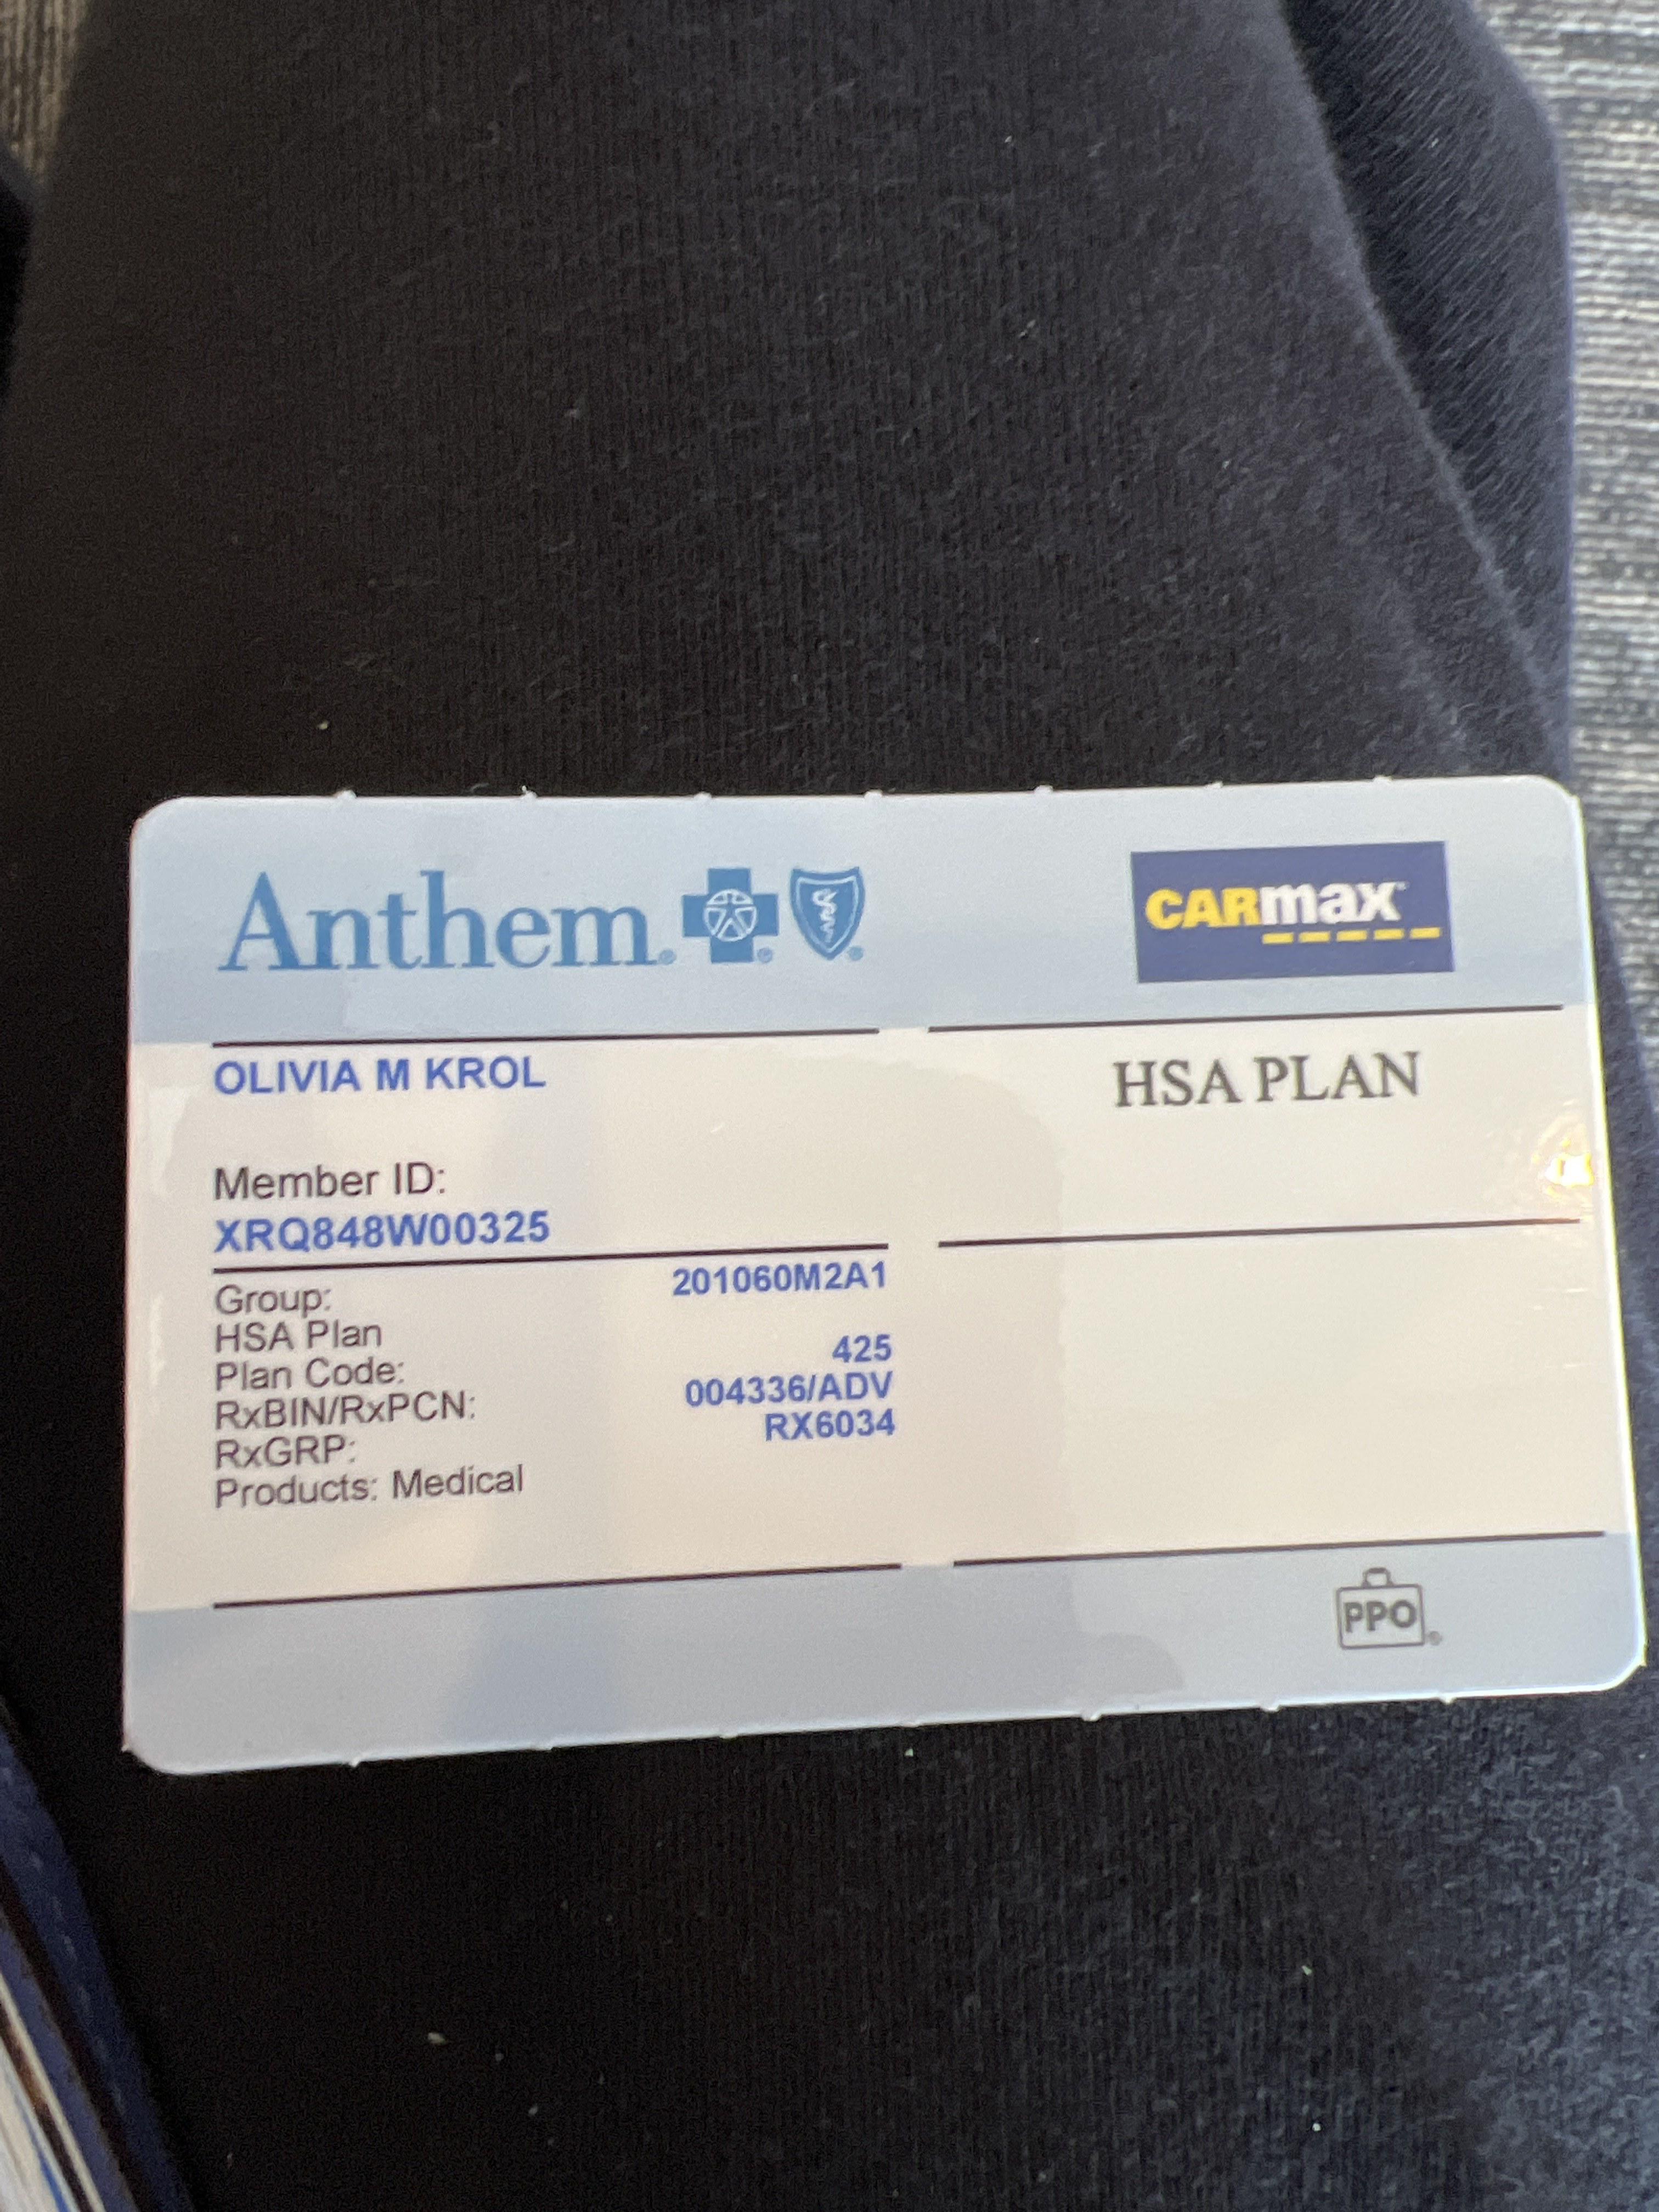 Anthem
CARmax
OLIVIA M KROL
HSA PLAN
Member ID:
XRQ848W00325
Group: 201060M2A1
HSA Plan
Plan Code: 425
RxBIN/RxPCN: 004336/ADV
RxGRP: RX6034
Products: Medical
PPO